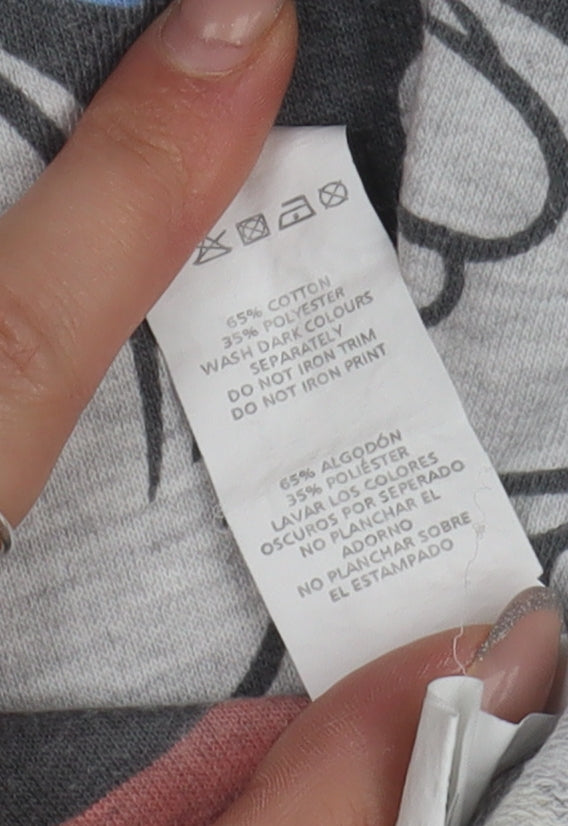 65% COTTON
35% POLYESTER
WASH DARK COLOURS
SEPARATELY
DO NOT IRON TRIM
DO NOT IRON PRINT
65% ALGODÓN
35% POLIÉSTER
LAVAR LOS COLORES
OSCUROS POR SEPERADO
NO PLANCHAR EL
ADORNO
NO PLANCHAR SOBRE
EL ESTAMPADO